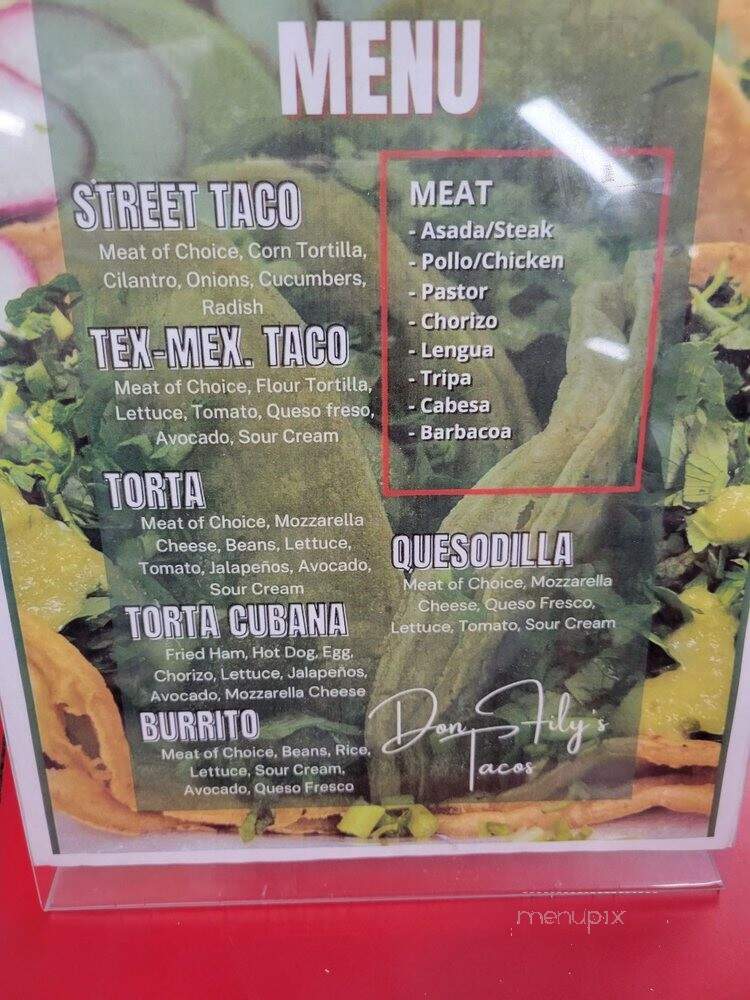 MENU
STREET TACO
Meat of Choice, Corn Tortilla,
Cilantro, Onions, Cucumbers,
Radish
TEX-MEX. TACO
Meat of Choice, Flour Tortilla,
Lettuce, Tomato, Queso freso,
Avocado, Sour Cream
TORTA
Meat of Choice, Mozzarella
Cheese, Beans, Lettuce,
Tomato, Jalapeños, Avocado,
Sour Cream
TORTA CUBANA
Fried Ham, Hot Dog, Egg,
Chorizo, Lettuce, Jalapeños,
Avocado, Mozzarella Cheese
BURRITO
Meat of Choice, Beans, Rice,
Lettuce, Sour Cream,
Avocado, Queso Fresco
MEAT
- Asada/Steak
- Pollo/Chicken
- Pastor
- Chorizo
- Lengua
- Tripa
- Cabesa
- Barbacoa
QUESODILLA
Meat of Choice, Mozzarella
Cheese, Queso Fresco,
Lettuce, Tomato, Sour Cream
Don Fily's
Tacos
menupix